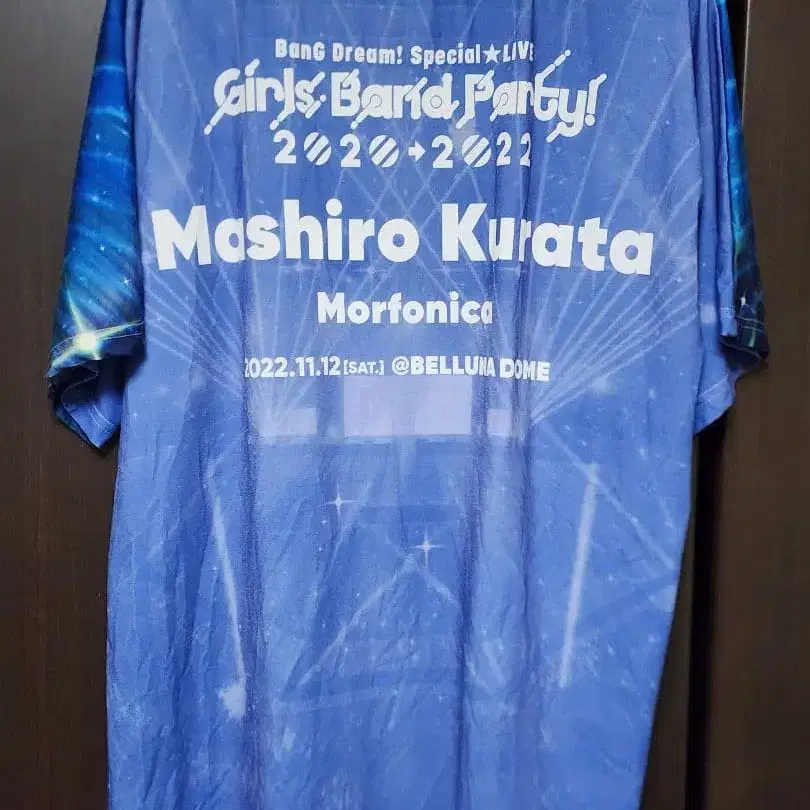 BanG Dream! Special★LIVE
Girls Band Party!
2020→2022
Mashiro Kurata
Morfonica
2022.11.12[SAT.] @BELLUNA DOME